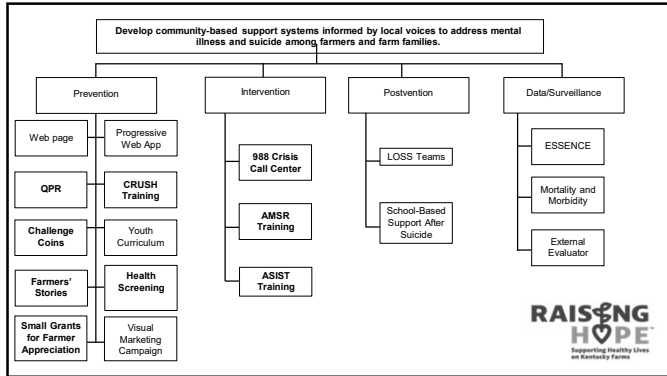 Develop community-based support systems informed by local voices to address mental
illness and suicide among farmers and farm families.
Prevention
Intervention
Postvention
Data/Surveillance
Web page
Progressive
Web App
QPR
CRUSH
Training
Challenge
Coins
Youth
Curriculum
Farmers'
Stories
Health
Screening
Small Grants
for Farmer
Appreciation
Visual
Marketing
Campaign
988 Crisis
Call Center
AMSR
Training
ASIST
Training
LOSS Teams
School-Based
Support After
Suicide
ESSENCE
Mortality and
Morbidity
External
Evaluator
RAISING
HOPE™
Supporting Healthy Lives
on Kentucky Farms